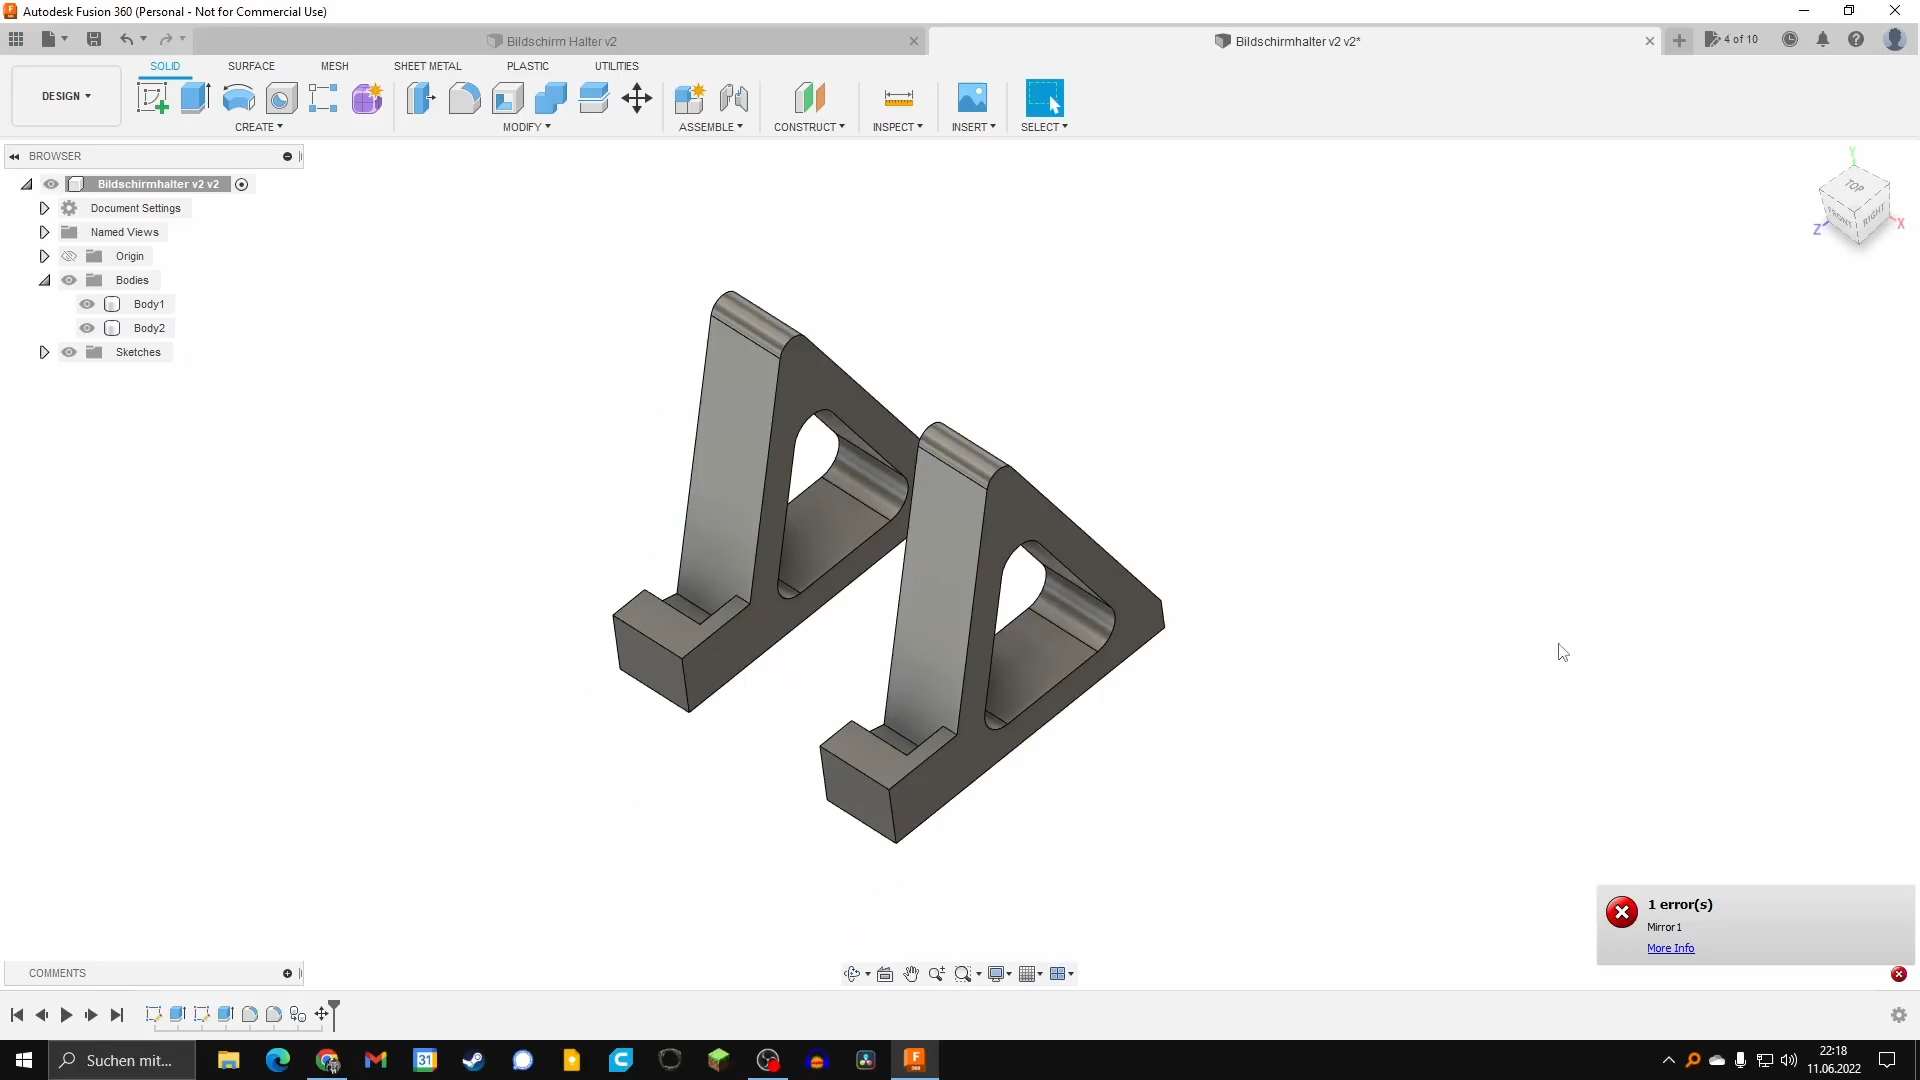 Autodesk Fusion 360 (Personal - Not for Commercial Use)
Bildschirm Halter v2
Bildschirmhalter v2 v2*
4 of 10
DESIGN
SOLID
SURFACE
MESH
SHEET METAL
PLASTIC
UTILITIES
CREATE
MODIFY
ASSEMBLE
CONSTRUCT
INSPECT
INSERT
SELECT
BROWSER
Bildschirmhalter v2 v2
Document Settings
Named Views
Origin
Bodies
Body1
Body2
Sketches
Y
TOP
FRONT
RIGHT
Z
X
1 error(s)
Mirror1
More Info
COMMENTS
Suchen mit...
31
F
360
22:18
11.06.2022